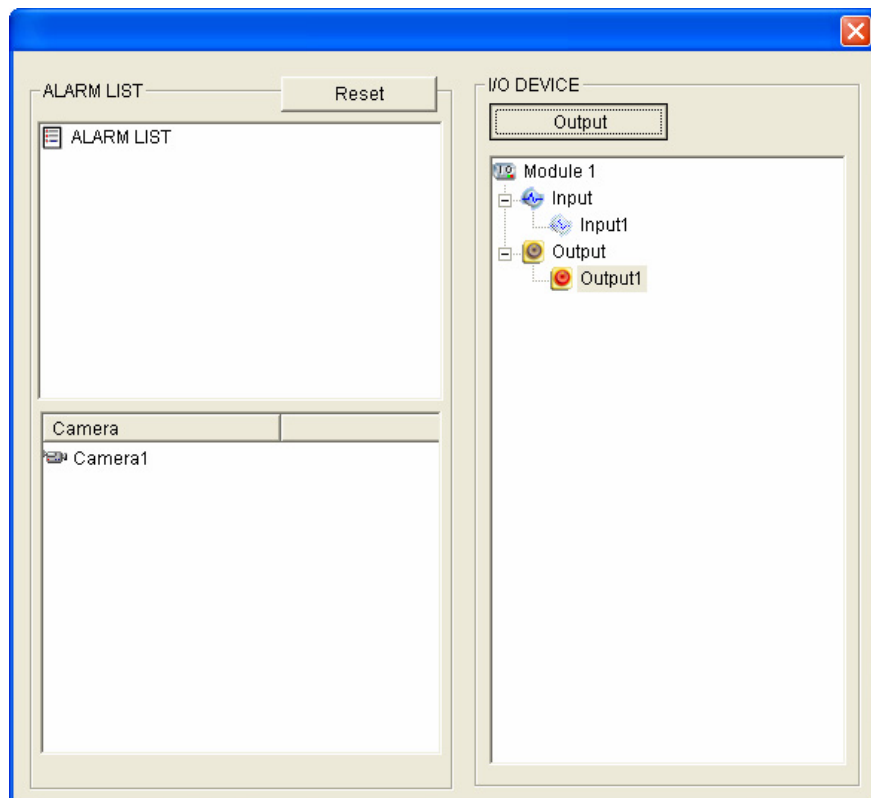 ALARM LIST
Reset
ALARM LIST
Camera
Camera1
I/O DEVICE
Output
Module 1
Input
Input1
Output
Output1